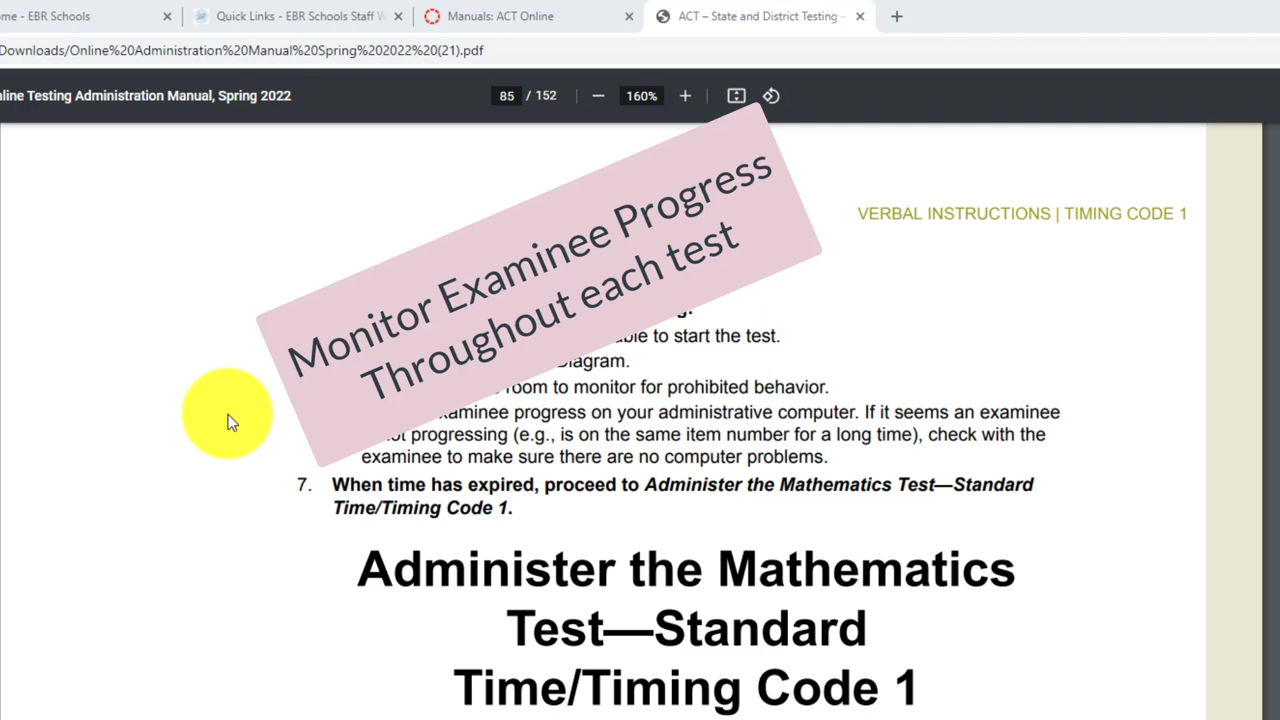 me - EBR Schools
Quick Links - EBR Schools Staff W
Manuals: ACT Online
ACT – State and District Testing -
Downloads/Online%20Administration%20Manual%20Spring%202022%20(21).pdf
nline Testing Administration Manual, Spring 2022
85 / 152
160%
VERBAL INSTRUCTIONS | TIMING CODE 1
Monitor Examinee Progress
Throughout each test
to start the test.
Diagram.
room to monitor for prohibited behavior.
examinee progress on your administrative computer. If it seems an examinee
not progressing (e.g., is on the same item number for a long time), check with the
examinee to make sure there are no computer problems.
7. When time has expired, proceed to Administer the Mathematics Test—Standard
Time/Timing Code 1.
Administer the Mathematics
Test—Standard
Time/Timing Code 1